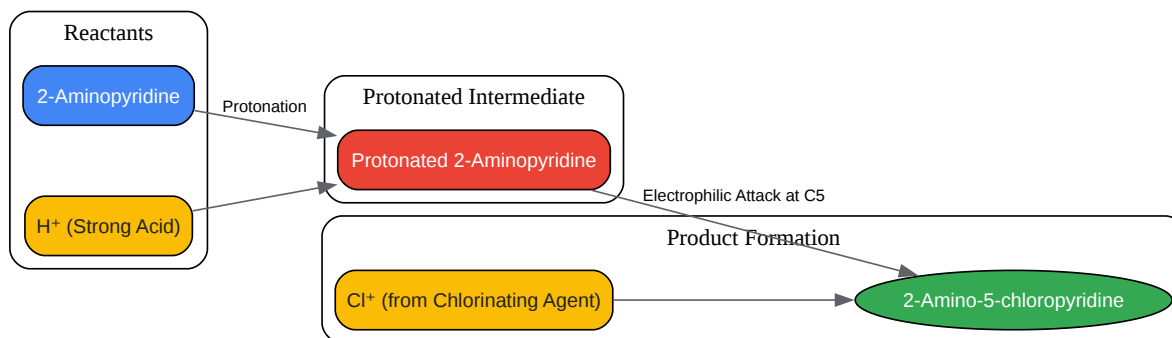 Reactants
2-Aminopyridine
Protonation
H⁺ (Strong Acid)
Protonated Intermediate
Protonated 2-Aminopyridine
Electrophilic Attack at C5
Product Formation
Cl⁺ (from Chlorinating Agent)
2-Amino-5-chloropyridine